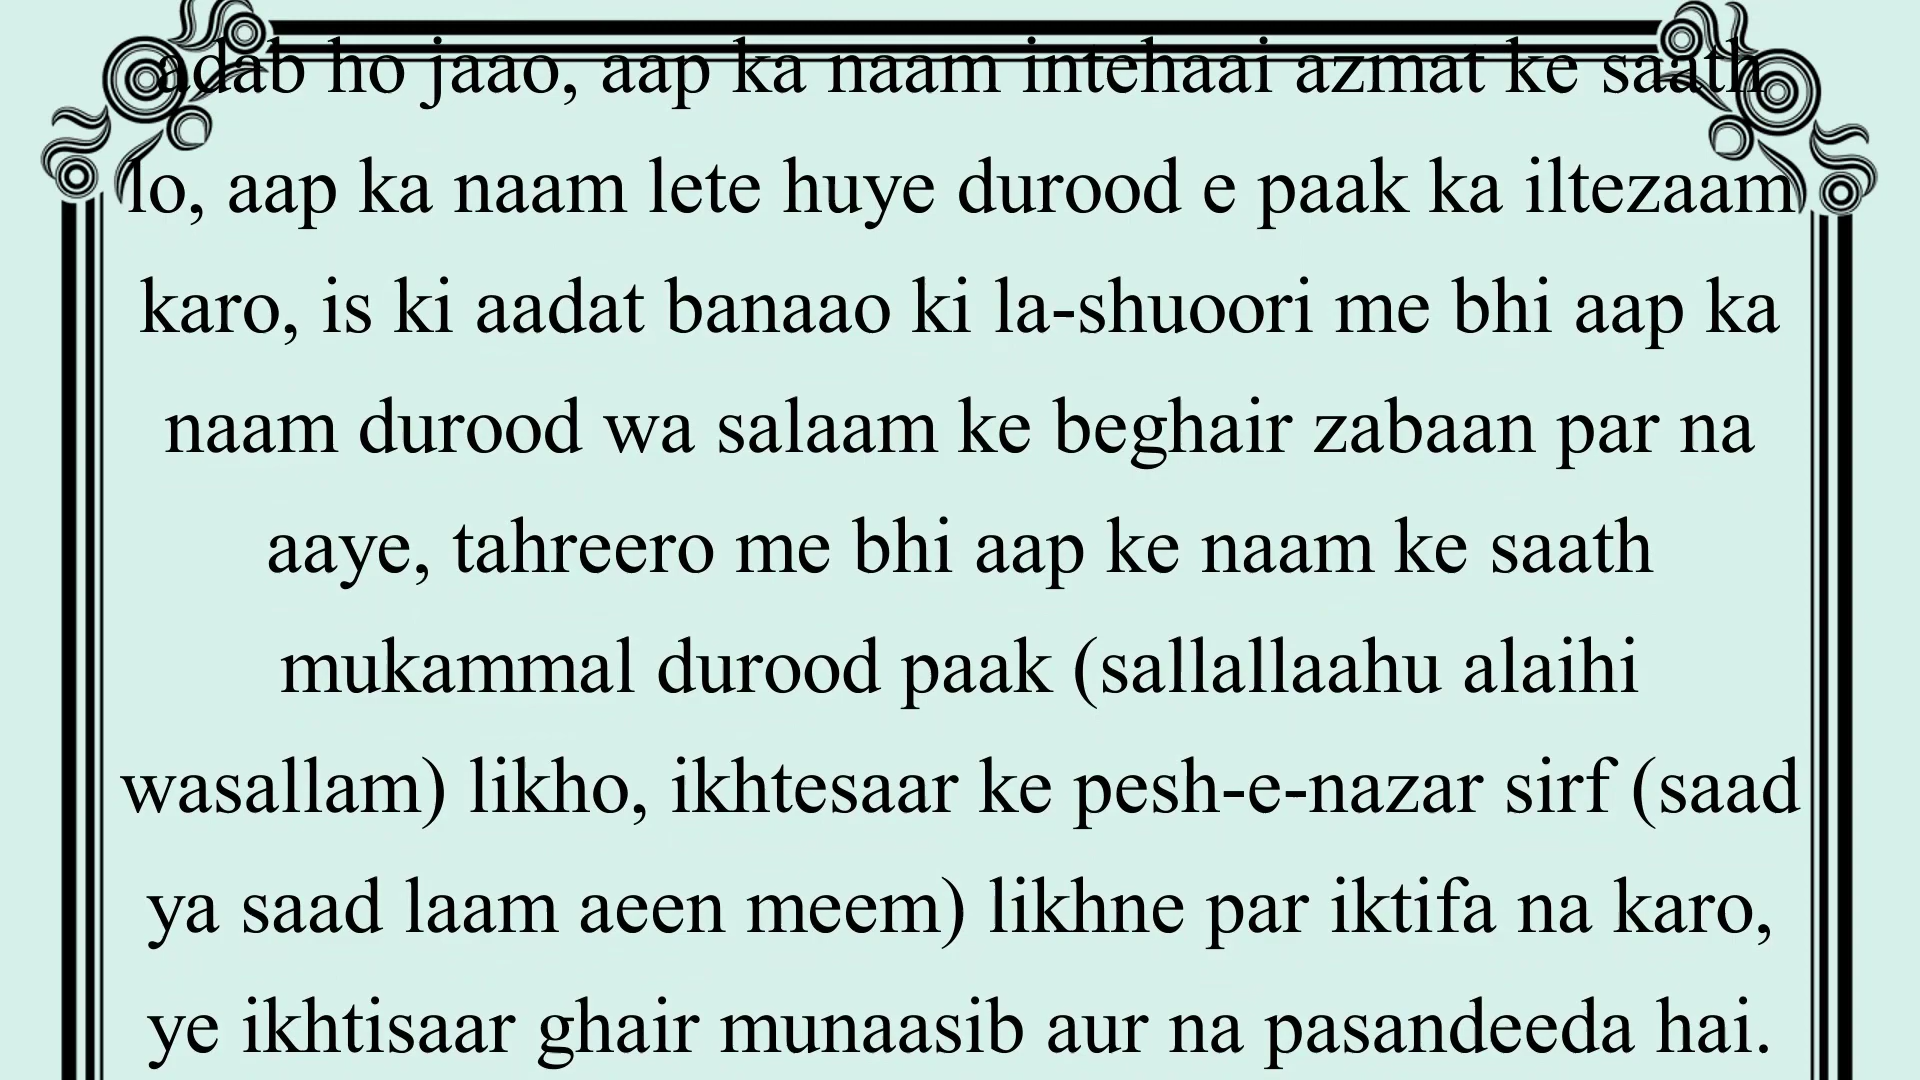 adab ho jaao, aap ka naam intehaai azmat ke saath
lo, aap ka naam lete huye durood e paak ka iltezaam
karo, is ki aadat banaao ki la-shuoori me bhi aap ka
naam durood wa salaam ke beghair zabaan par na
aaye, tahreero me bhi aap ke naam ke saath
mukammal durood paak (sallallaahu alaihi
wasallam) likho, ikhtesaar ke pesh-e-nazar sirf (saad
ya saad laam aeen meem) likhne par iktifa na karo,
ye ikhtisaar ghair munaasib aur na pasandeeda hai.